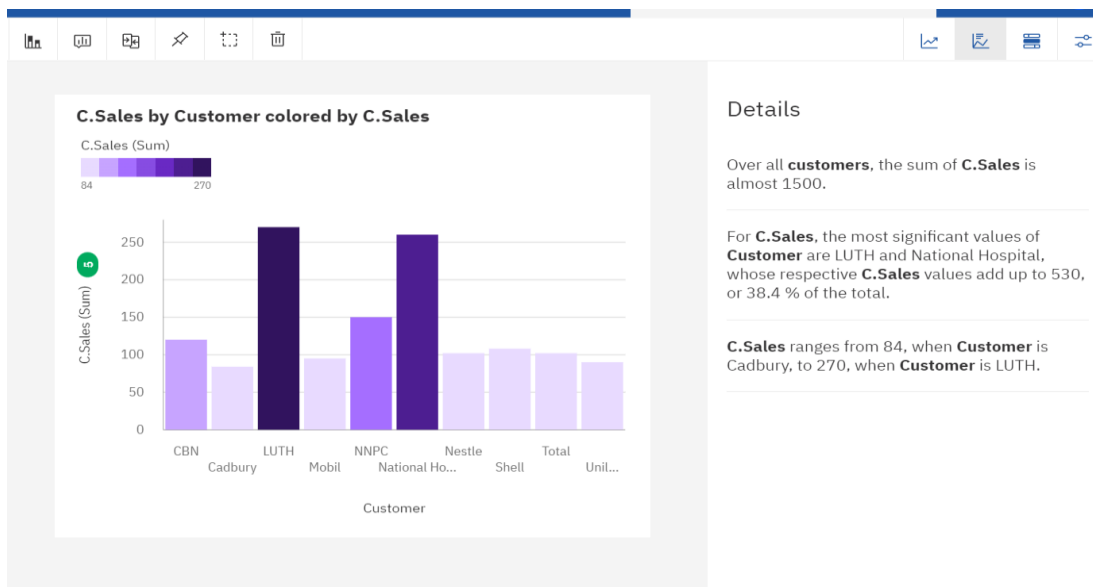 C.Sales by Customer colored by C.Sales
C.Sales (Sum)
84 270
5
C.Sales (Sum)
250
200
150
100
50
0
CBN LUTH NNPC Nestle Total
Cadbury Mobil National Ho... Shell Unil...
Customer
Details
Over all customers, the sum of C.Sales is
almost 1500.
For C.Sales, the most significant values of
Customer are LUTH and National Hospital,
whose respective C.Sales values add up to 530,
or 38.4 % of the total.
C.Sales ranges from 84, when Customer is
Cadbury, to 270, when Customer is LUTH.